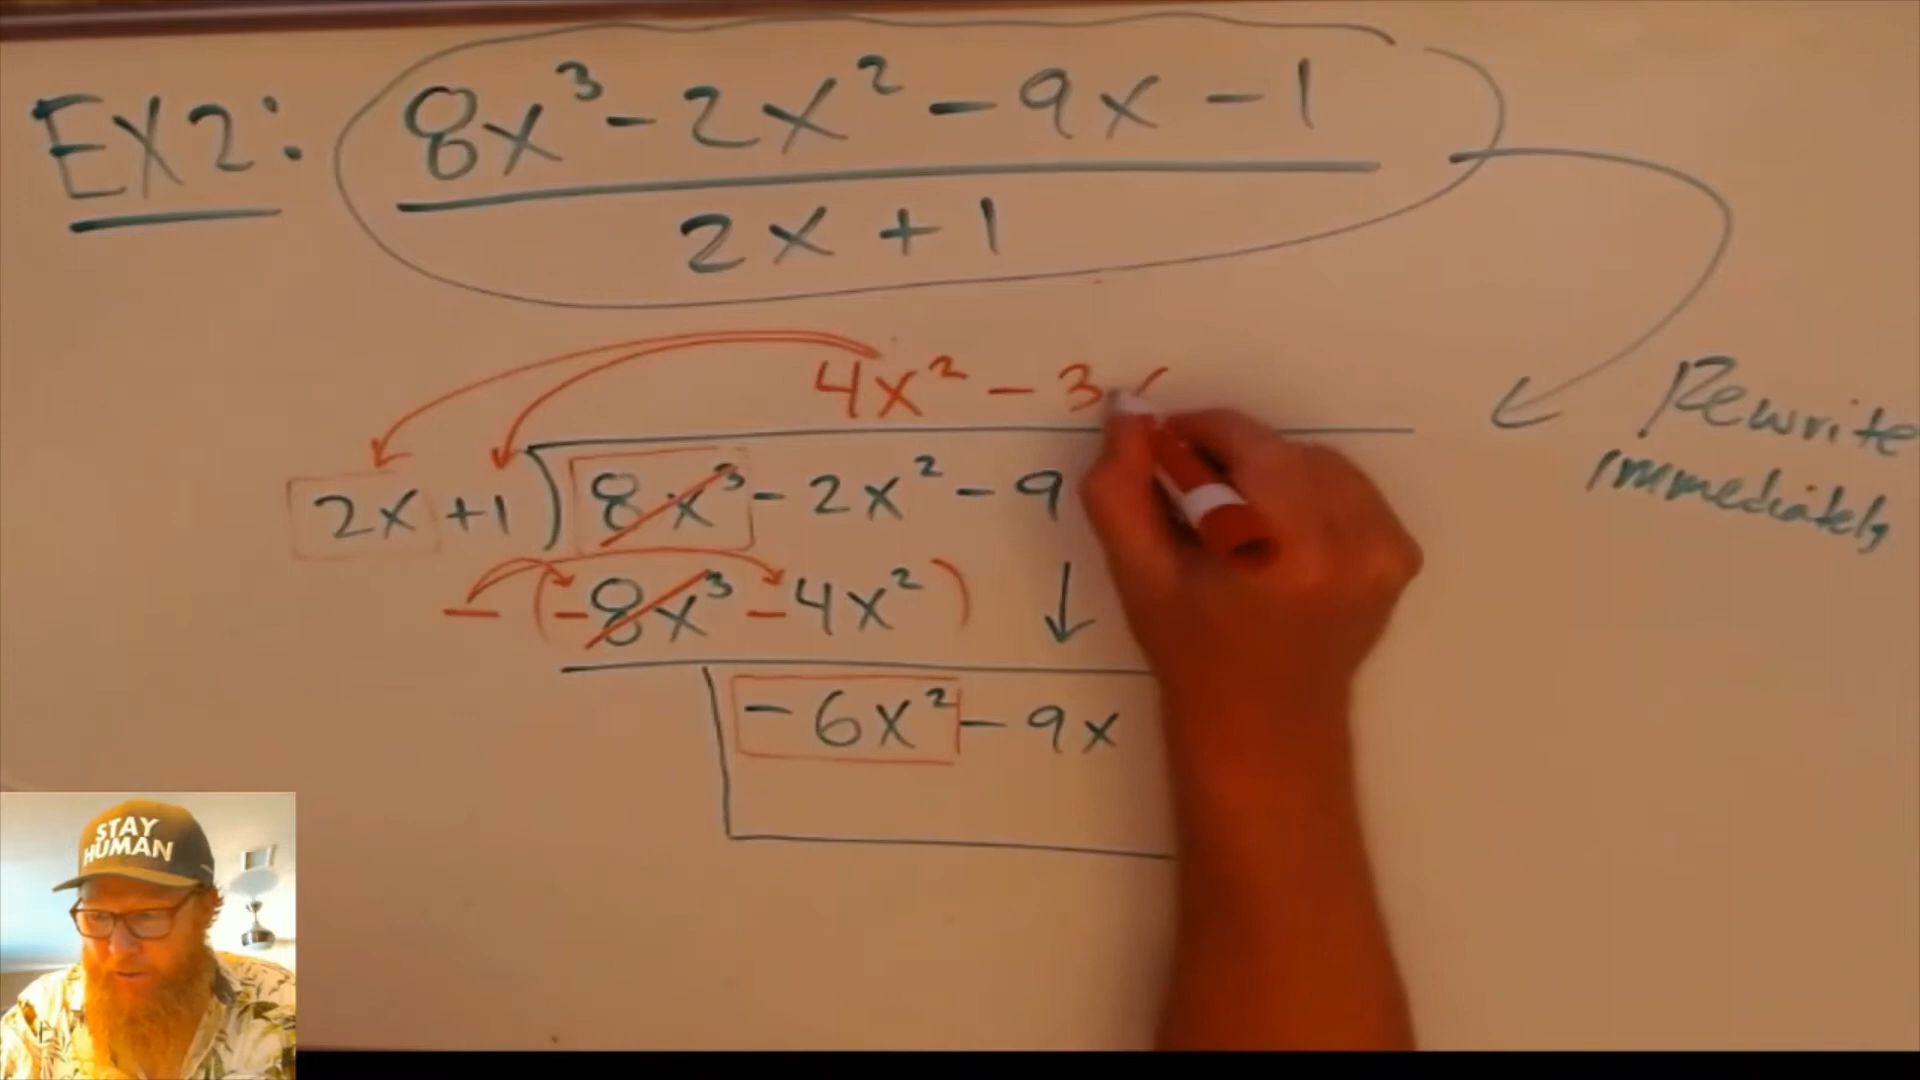 EX2: 8x³ - 2x² - 9x - 1
2x + 1
4x² - 3x
2x + 1 ) 8x³ - 2x² - 9
- ( - 8x³ - 4x² )
- 6x² - 9x
Rewrite
immediately
STAY
HUMAN